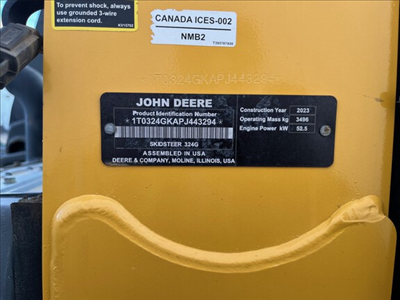 To prevent shock, always
use grounded 3-wire
extension cord.
CANADA ICES-002
NMB2
1T0324GKAPJ443294
JOHN DEERE
Product Identification Number
*1T0324GKAPJ443294*
SKIDSTEER 324G
ASSEMBLED IN USA
DEERE & COMPANY, MOLINE, ILLINOIS, USA
Construction Year 2023
Operating Mass kg 3496
Engine Power kW 52.5